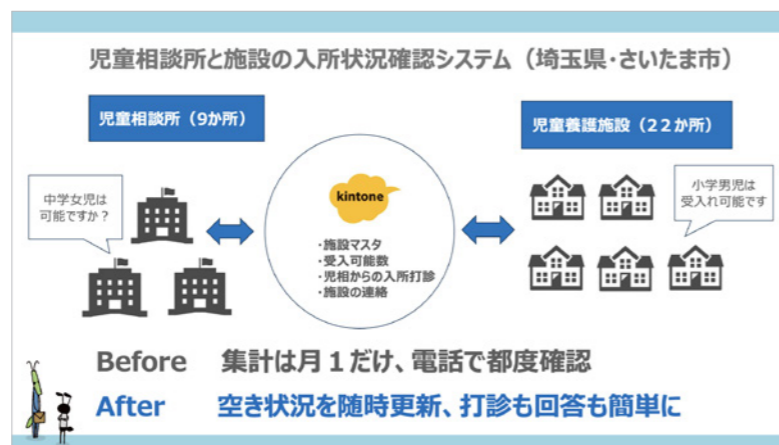 児童相談所と施設の入所状況確認システム（埼玉県・さいたま市）
児童相談所（9か所）
児童養護施設（２２か所）
中学女児は
可能ですか？
kintone
・施設マスタ
・受入可能数
・児相からの入所打診
・施設の連絡
小学男児は
受入れ可能です
Before 集計は月１だけ、電話で都度確認
After 空き状況を随時更新、打診も回答も簡単に